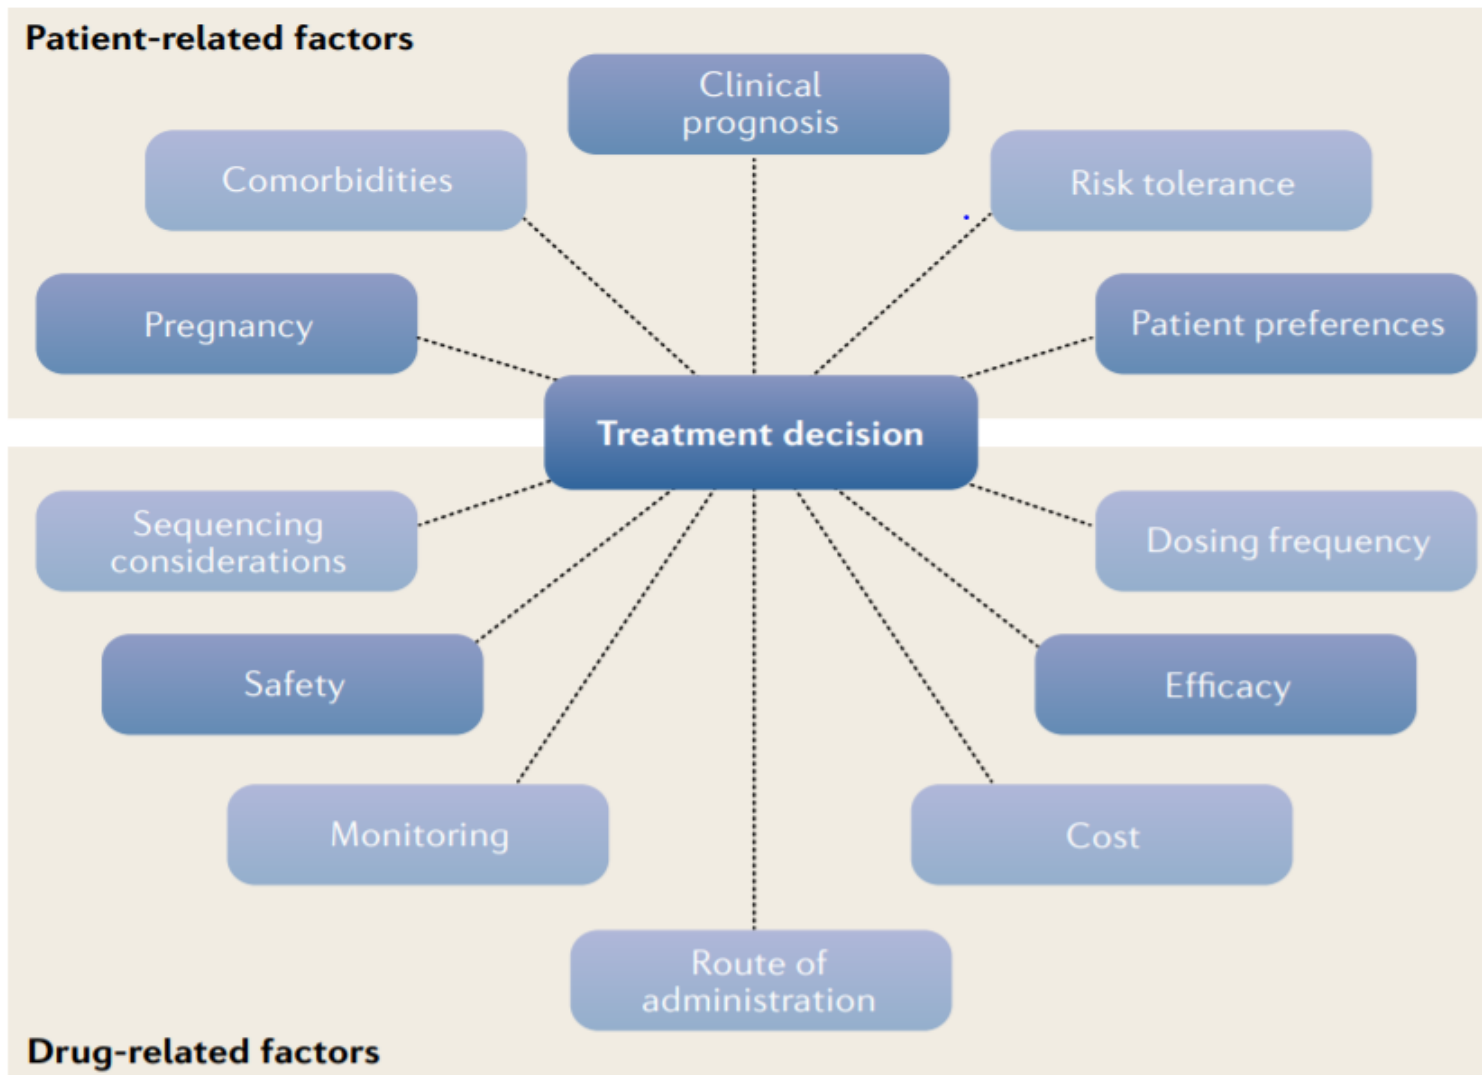 Patient-related factors
Clinical
prognosis
Comorbidities
Risk tolerance
Pregnancy
Patient preferences
Treatment decision
Sequencing
considerations
Dosing frequency
Safety
Efficacy
Monitoring
Cost
Route of
administration
Drug-related factors